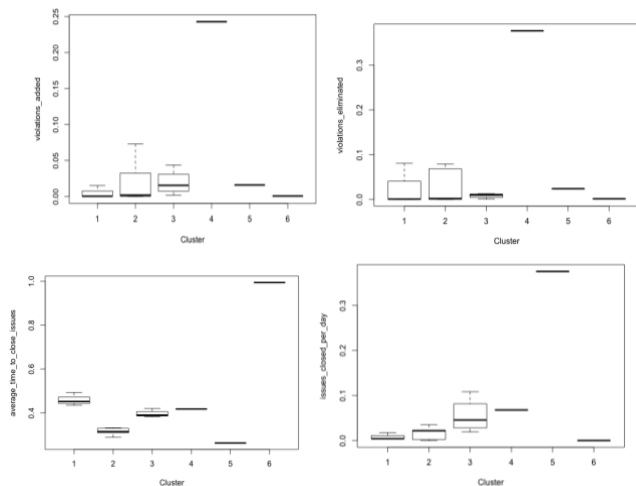 violations_added
0.25
0.20
0.15
0.10
0.05
0.00
1 2 3 4 5 6
Cluster
violations_eliminated
0.3
0.2
0.1
0.0
1 2 3 4 5 6
Cluster
average_time_to_close_issues
1.0
0.8
0.6
0.4
1 2 3 4 5 6
Cluster
issues_closed_per_day
0.3
0.2
0.1
0.0
1 2 3 4 5 6
Cluster